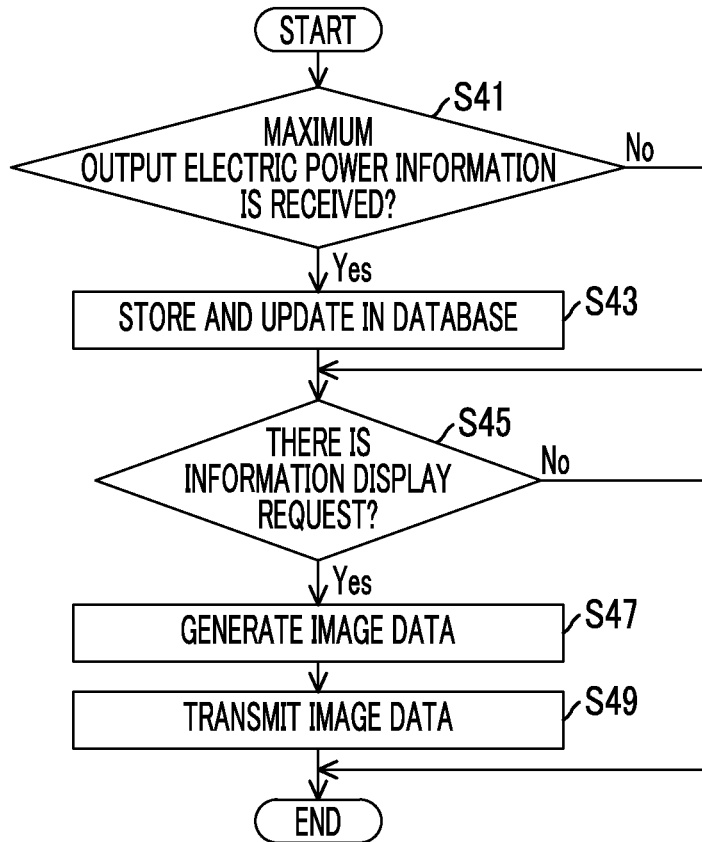 START
S41
MAXIMUM
OUTPUT ELECTRIC POWER INFORMATION
IS RECEIVED?
No
Yes
STORE AND UPDATE IN DATABASE
S43
S45
THERE IS
INFORMATION DISPLAY
REQUEST?
No
Yes
GENERATE IMAGE DATA
S47
TRANSMIT IMAGE DATA
S49
END